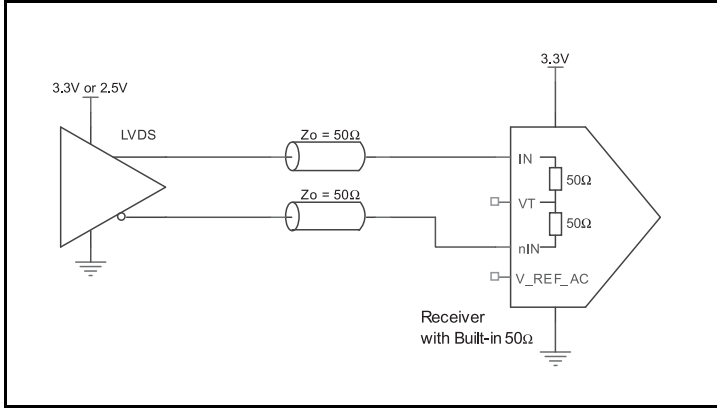 3.3V
3.3V or 2.5V
LVDS
Zo = 50Ω
IN
50Ω
Zo = 50Ω
VT
50Ω
nIN
V_REF_AC
Receiver
with Built-in 50Ω